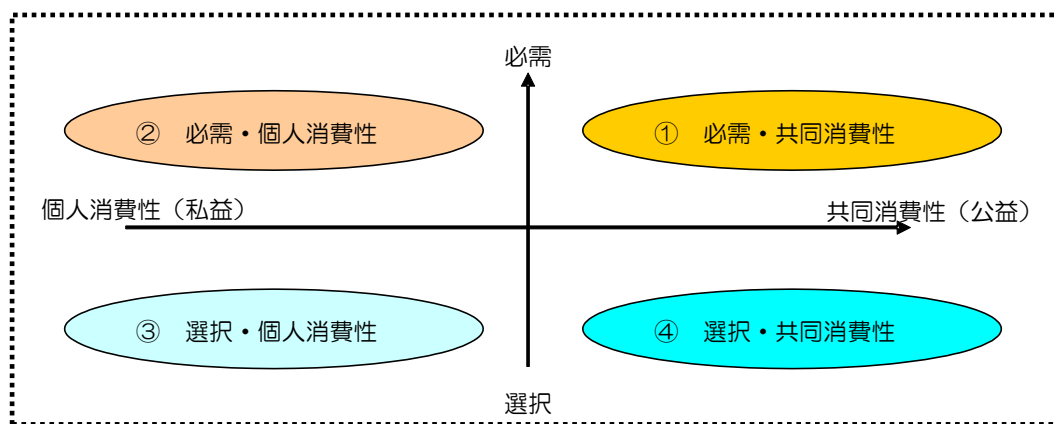 必需
② 必需・個人消費性
① 必需・共同消費性
個人消費性（私益）
共同消費性（公益）
③ 選択・個人消費性
④ 選択・共同消費性
選択